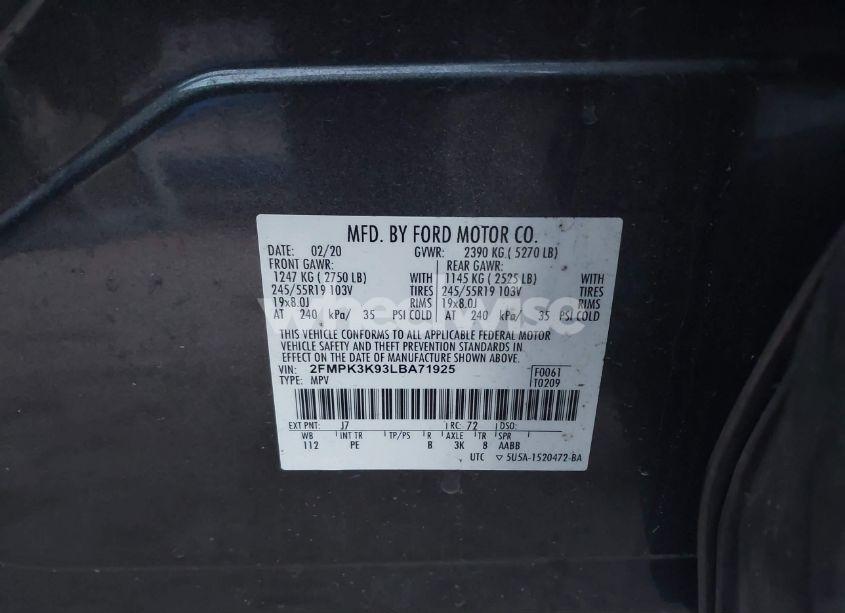 MFD. BY FORD MOTOR CO.
DATE: 02/20 GVWR: 2390 KG ( 5270 LB)
FRONT GAWR: REAR GAWR:
1247 KG ( 2750 LB) WITH 1145 KG ( 2525 LB) WITH
245/55R19 103V TIRES 245/55R19 103V TIRES
19x8.0J RIMS 19x8.0J RIMS
AT 240 kPa/ 35 PSI COLD AT 240 kPa/ 35 PSI COLD
wheelwise
THIS VEHICLE CONFORMS TO ALL APPLICABLE FEDERAL MOTOR
VEHICLE SAFETY AND THEFT PREVENTION STANDARDS IN
EFFECT ON THE DATE OF MANUFACTURE SHOWN ABOVE.
VIN: 2FMPK3K93LBA71925 F0061
TYPE: MPV T0209
EXT PNT: J7 RC: 72 DSO:
WB INT TR TP/PS R AXLE TR SPR
112 PE B 3K 8 AABB
UTC ▽ 5U5A-1520472-BA